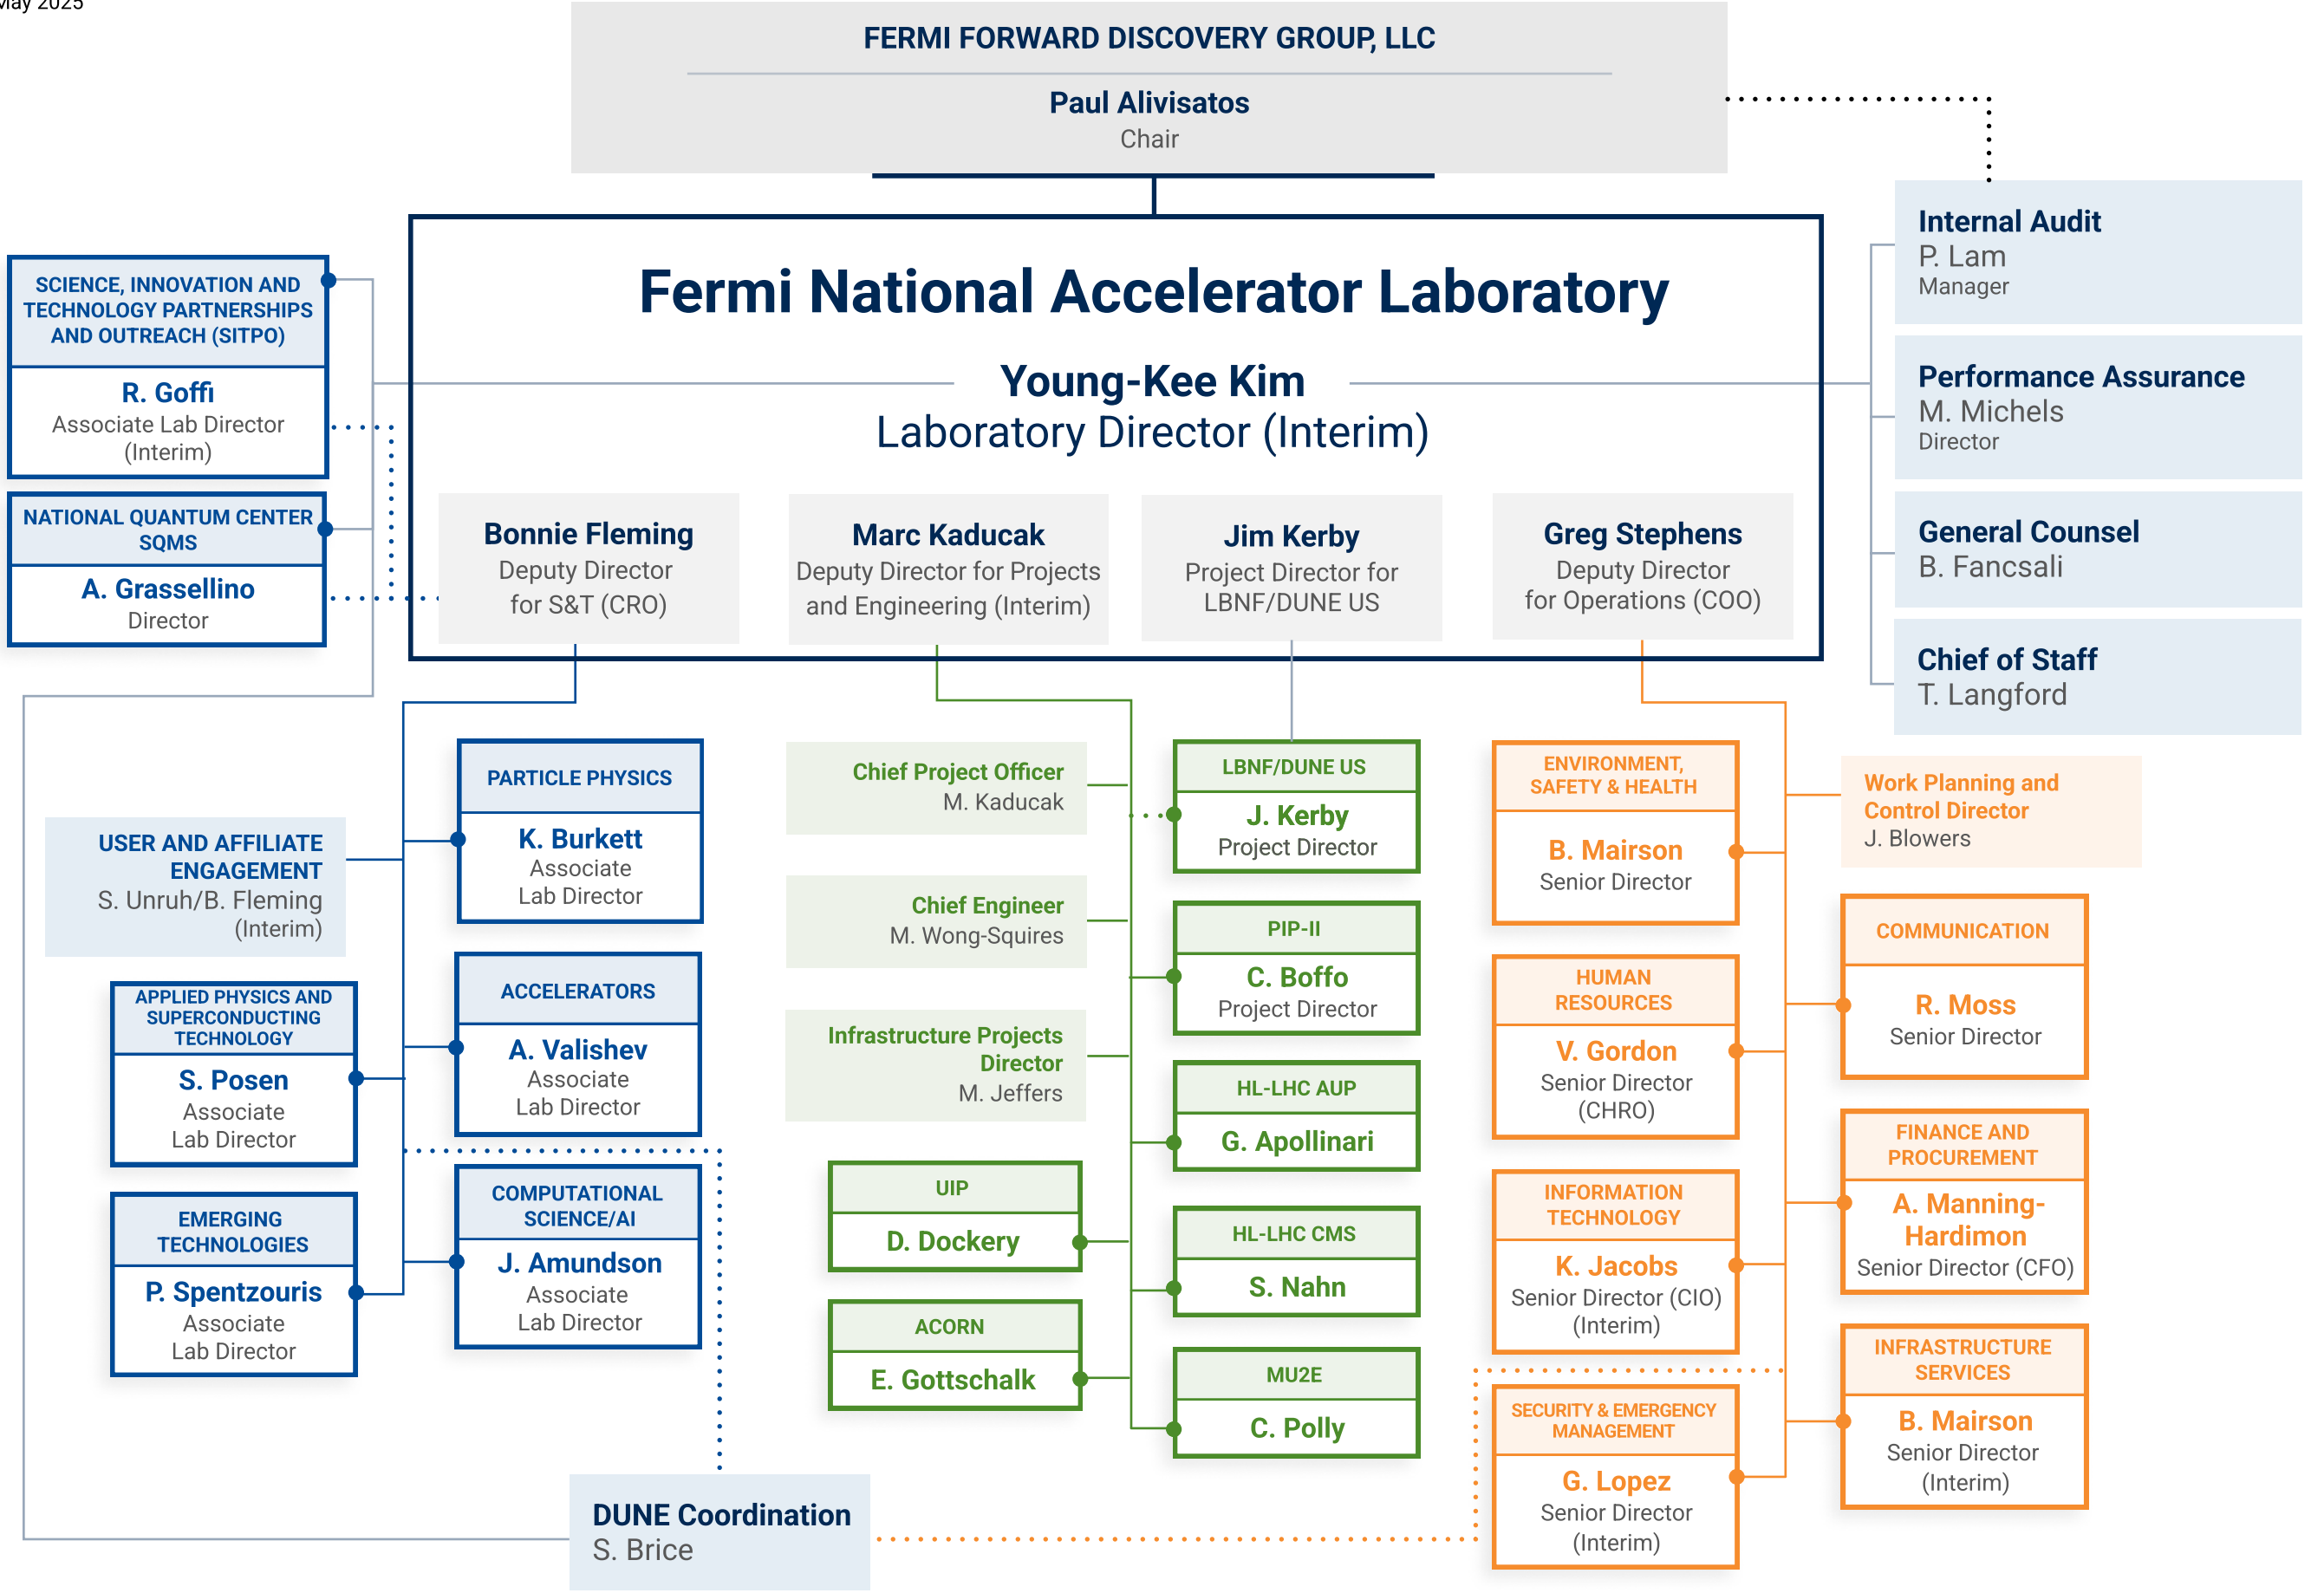 May 2025
FERMI FORWARD DISCOVERY GROUP, LLC
Paul Alivisatos
Chair
Internal Audit
P. Lam
Manager
Performance Assurance
M. Michels
Director
General Counsel
B. Fancsali
Chief of Staff
T. Langford
Fermi National Accelerator Laboratory
Young-Kee Kim
Laboratory Director (Interim)
SCIENCE, INNOVATION AND
TECHNOLOGY PARTNERSHIPS
AND OUTREACH (SITPO)
R. Goffi
Associate Lab Director
(Interim)
NATIONAL QUANTUM CENTER
SQMS
A. Grassellino
Director
Bonnie Fleming
Deputy Director
for S&T (CRO)
Marc Kaducak
Deputy Director for Projects
and Engineering (Interim)
Jim Kerby
Project Director for
LBNF/DUNE US
Greg Stephens
Deputy Director
for Operations (COO)
USER AND AFFILIATE
ENGAGEMENT
S. Unruh/B. Fleming
(Interim)
APPLIED PHYSICS AND
SUPERCONDUCTING
TECHNOLOGY
S. Posen
Associate
Lab Director
EMERGING
TECHNOLOGIES
P. Spentzouris
Associate
Lab Director
PARTICLE PHYSICS
K. Burkett
Associate
Lab Director
ACCELERATORS
A. Valishev
Associate
Lab Director
COMPUTATIONAL
SCIENCE/AI
J. Amundson
Associate
Lab Director
Chief Project Officer
M. Kaducak
Chief Engineer
M. Wong-Squires
Infrastructure Projects
Director
M. Jeffers
UIP
D. Dockery
ACORN
E. Gottschalk
LBNF/DUNE US
J. Kerby
Project Director
PIP-II
C. Boffo
Project Director
HL-LHC AUP
G. Apollinari
HL-LHC CMS
S. Nahn
MU2E
C. Polly
ENVIRONMENT,
SAFETY & HEALTH
B. Mairson
Senior Director
HUMAN
RESOURCES
V. Gordon
Senior Director
(CHRO)
INFORMATION
TECHNOLOGY
K. Jacobs
Senior Director (CIO)
(Interim)
SECURITY & EMERGENCY
MANAGEMENT
G. Lopez
Senior Director
(Interim)
Work Planning and
Control Director
J. Blowers
COMMUNICATION
R. Moss
Senior Director
FINANCE AND
PROCUREMENT
A. Manning-
Hardimon
Senior Director (CFO)
INFRASTRUCTURE
SERVICES
B. Mairson
Senior Director
(Interim)
DUNE Coordination
S. Brice